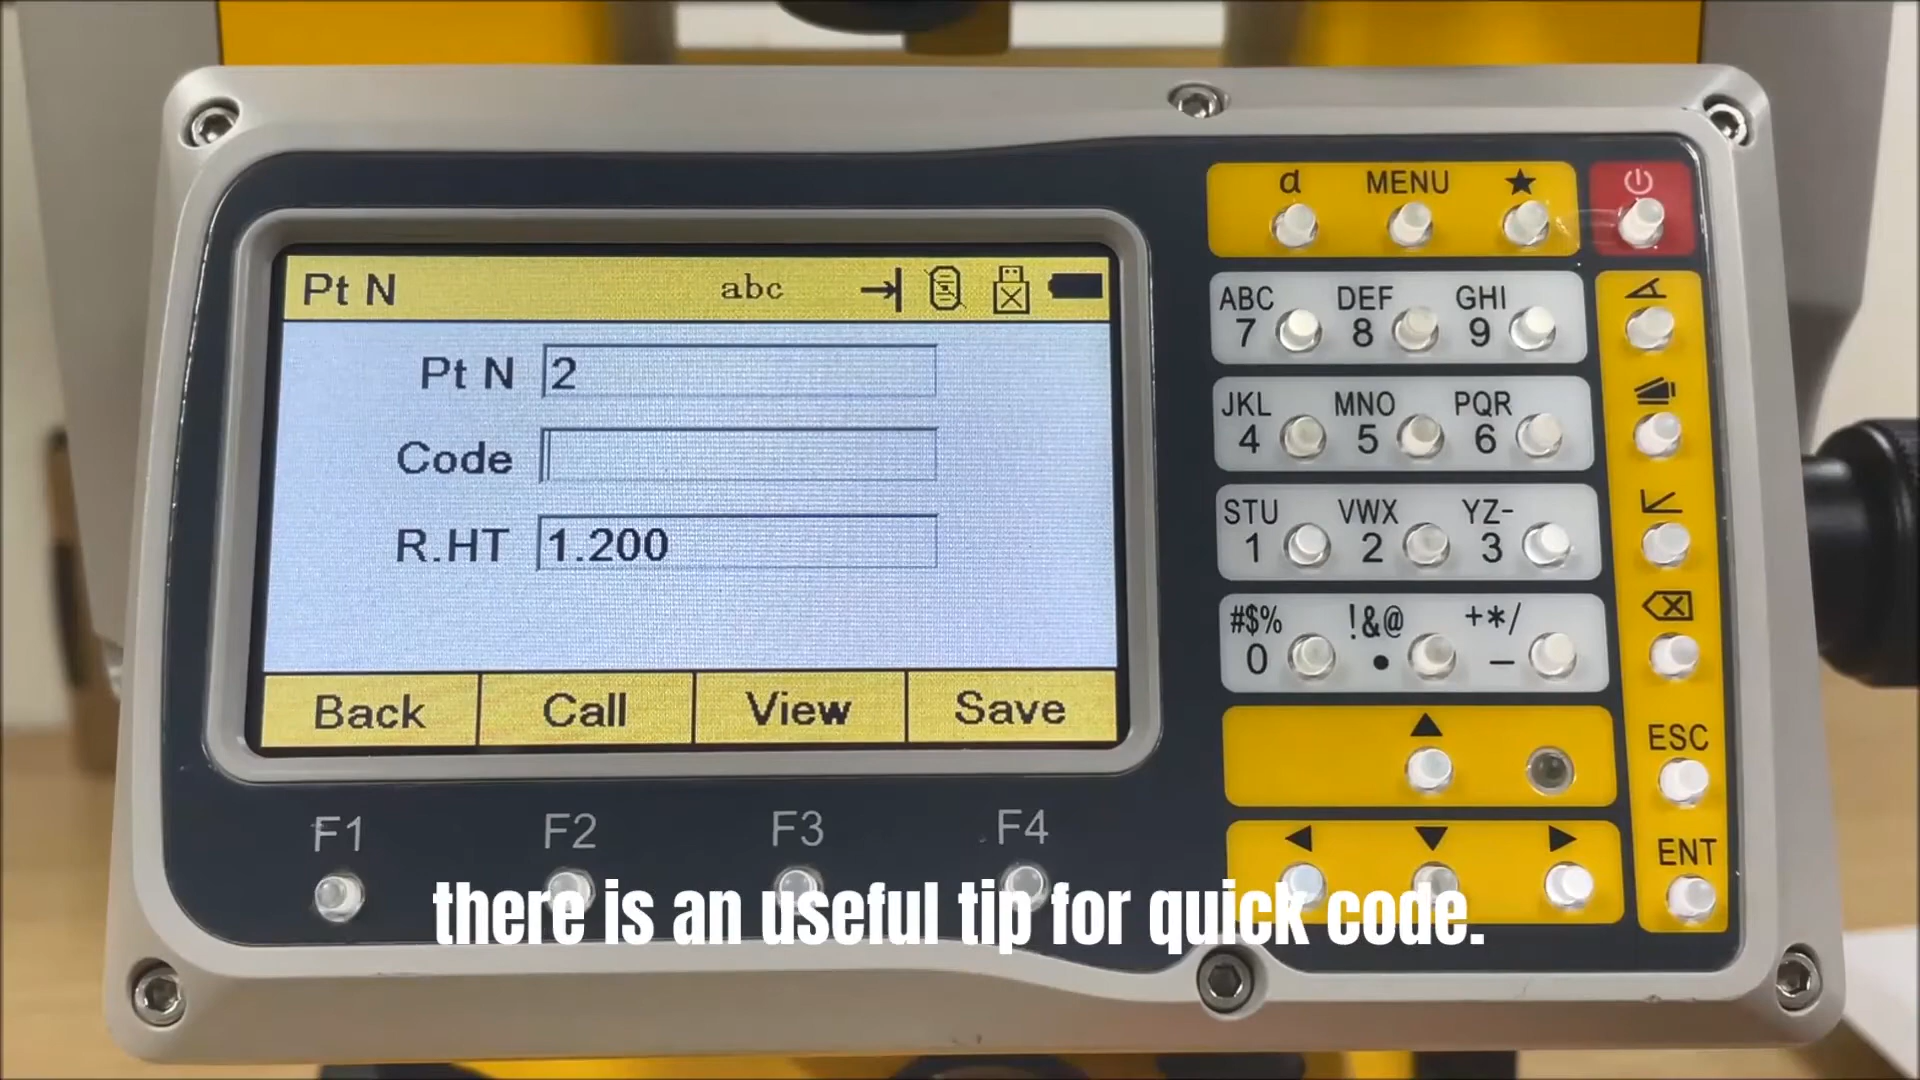 Pt N abc
Pt N 2
Code
R.HT 1.200
Back Call View Save
F1 F2 F3 F4
α MENU ★
ABC DEF GHI
7 8 9
JKL MNO PQR
4 5 6
STU VWX YZ-
1 2 3
#$% !&@ +*/
0 • –
ESC
ENT
there is an useful tip for quick code.